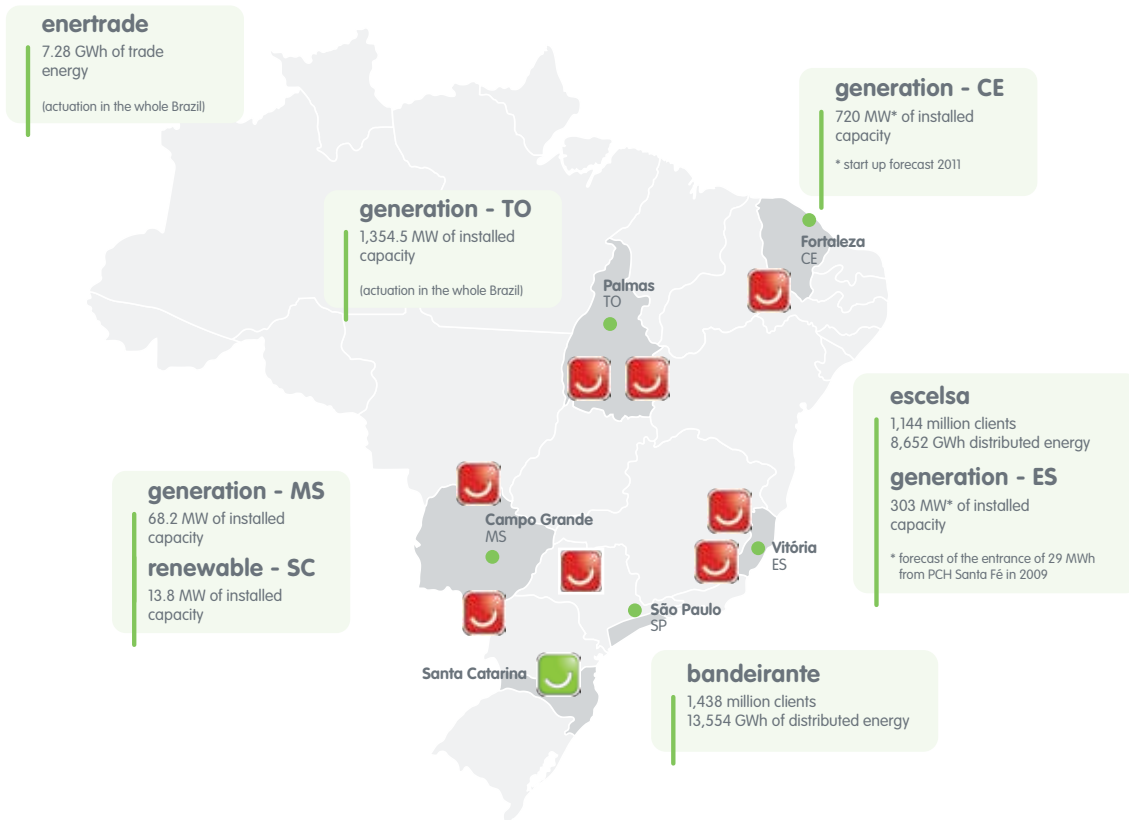 enertrade
7.28 GWh of trade
energy
(actuation in the whole Brazil)
generation - CE
720 MW* of installed
capacity
* start up forecast 2011
generation - TO
1,354.5 MW of installed
capacity
(actuation in the whole Brazil)
Fortaleza
CE
Palmas
TO
escelsa
1,144 million clients
8,652 GWh distributed energy
generation - ES
303 MW* of installed
capacity
* forecast of the entrance of 29 MWh
from PCH Santa Fé in 2009
generation - MS
68.2 MW of installed
capacity
renewable - SC
13.8 MW of installed
capacity
Campo Grande
MS
Vitória
ES
São Paulo
SP
Santa Catarina
bandeirante
1,438 million clients
13,554 GWh of distributed energy